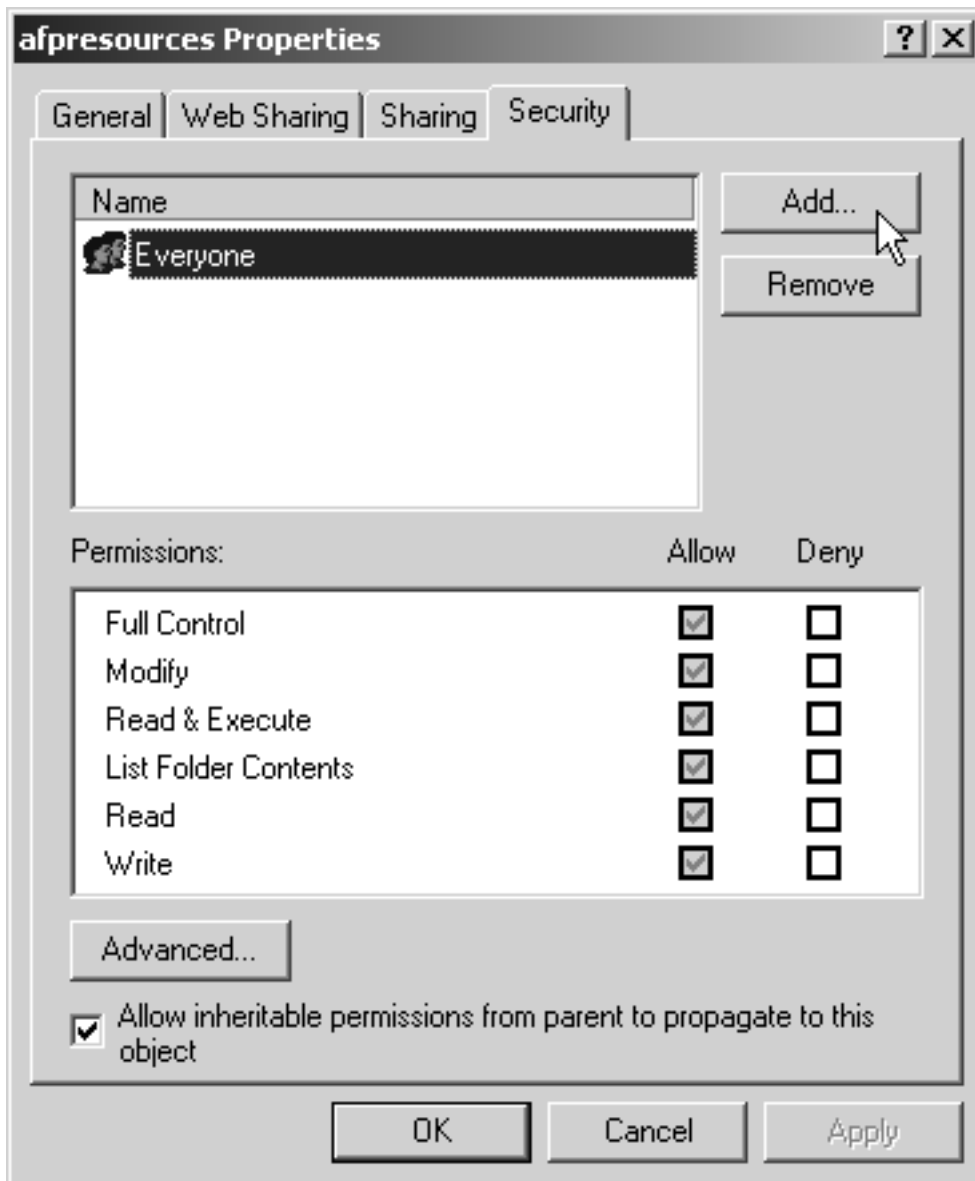 afpresources Properties
General Web Sharing Sharing Security
Name
Everyone
Add...
Remove
Permissions: Allow Deny
Full Control
Modify
Read & Execute
List Folder Contents
Read
Write
Advanced...
Allow inheritable permissions from parent to propagate to this
object
OK Cancel Apply